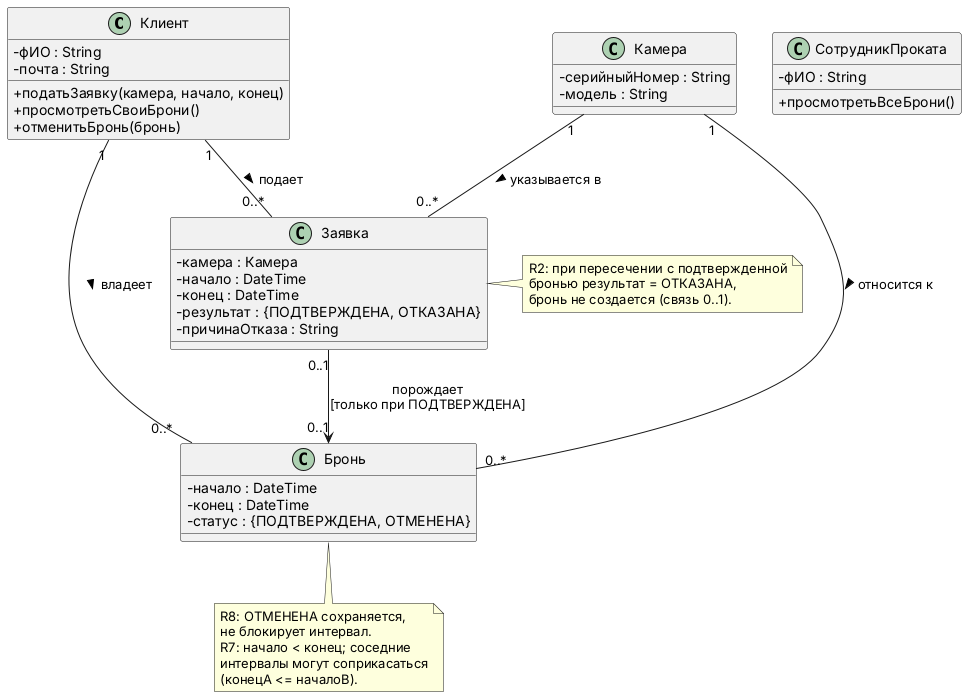 C Клиент
-фИО : String
-почта : String
+податьЗаявку(камера, начало, конец)
+просмотретьСвоиБрони()
+отменитьБронь(бронь)
C Камера
-серийныйНомер : String
-модель : String
C СотрудникПроката
-фИО : String
+просмотретьВсеБрони()
1
1
1
1
подает
указывается в
0..*
0..*
C Заявка
-камера : Камера
-начало : DateTime
-конец : DateTime
-результат : {ПОДТВЕРЖДЕНА, ОТКАЗАНА}
-причинаОтказа : String
R2: при пересечении с подтвержденной
бронью результат = ОТКАЗАНА,
бронь не создается (связь 0..1).
владеет
относится к
0..1
порождает
[только при ПОДТВЕРЖДЕНА]
0..1
0..*
0..*
C Бронь
-начало : DateTime
-конец : DateTime
-статус : {ПОДТВЕРЖДЕНА, ОТМЕНЕНА}
R8: ОТМЕНЕНА сохраняется,
не блокирует интервал.
R7: начало < конец; соседние
интервалы могут соприкасаться
(конецA <= началоB).